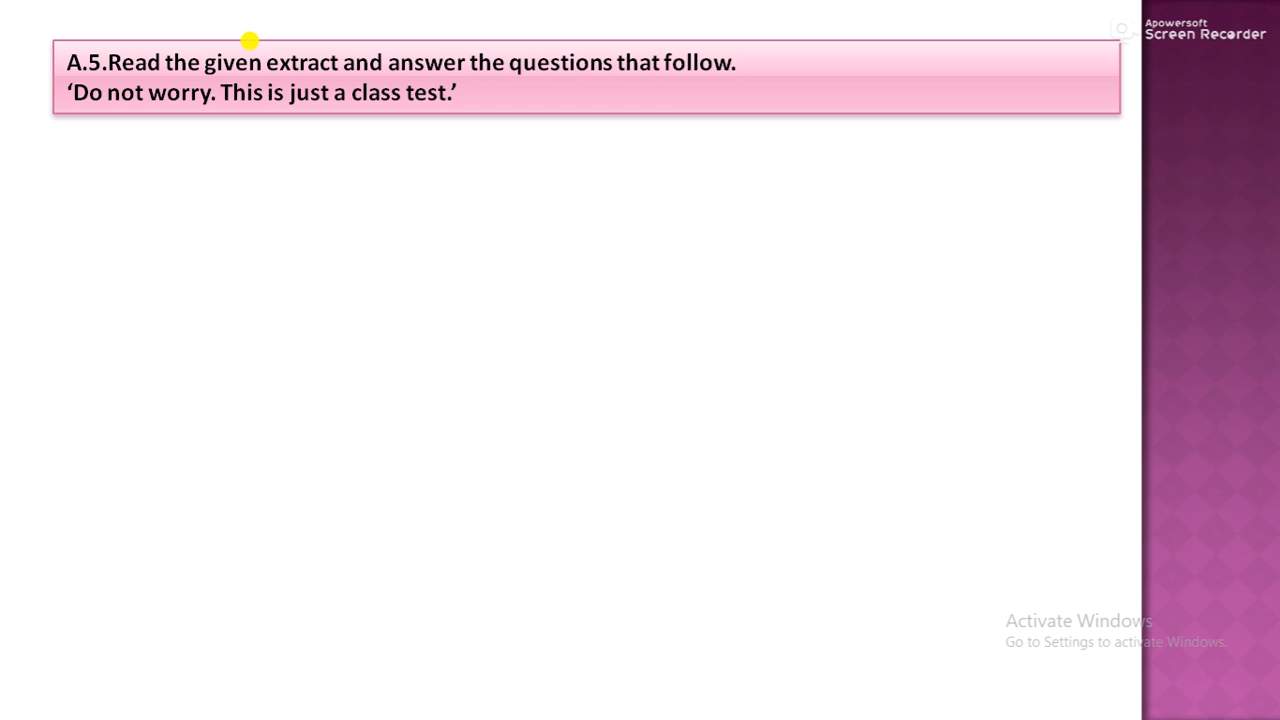 Apowersoft
Screen Recorder
A.5.Read the given extract and answer the questions that follow.
‘Do not worry. This is just a class test.’
Activate Windows
Go to Settings to activate Windows.